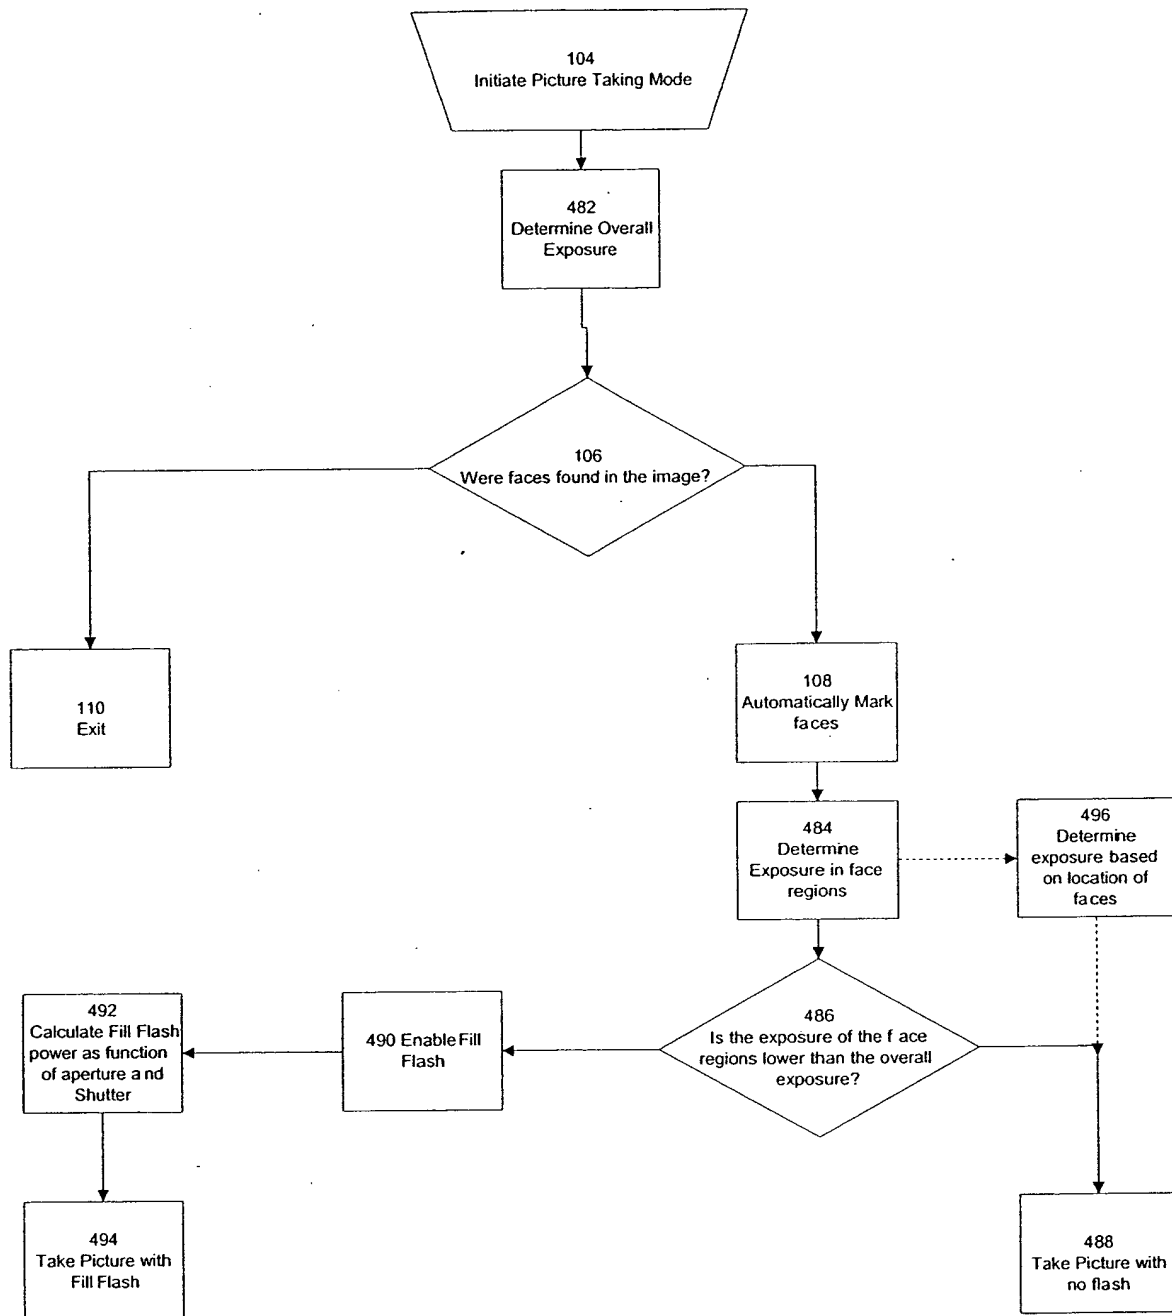 104
Initiate Picture Taking Mode
482
Determine Overall
Exposure
106
Were faces found in the image?
110
Exit
108
Automatically Mark
faces
484
Determine
Exposure in face
regions
496
Determine
exposure based
on location of
faces
486
Is the exposure of the face
regions lower than the overall
exposure?
490 Enable Fill
Flash
492
Calculate Fill Flash
power as function
of aperture and
Shutter
494
Take Picture with
Fill Flash
488
Take Picture with
no flash